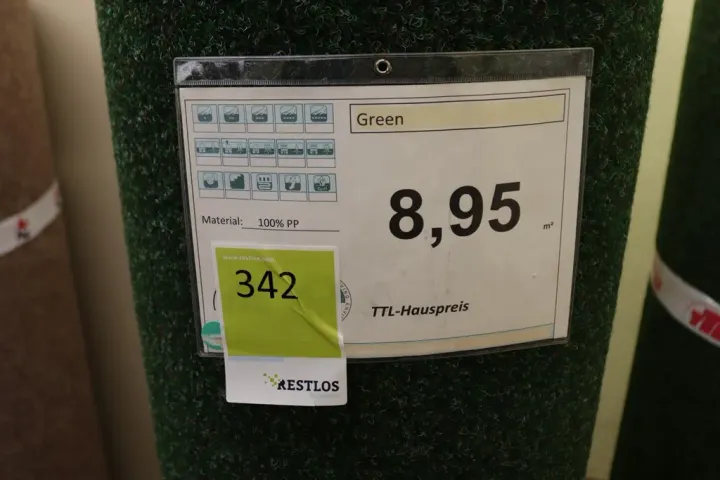 Green
8,95
m²
Material: 100% PP
342
TTL-Hauspreis
RESTLOS